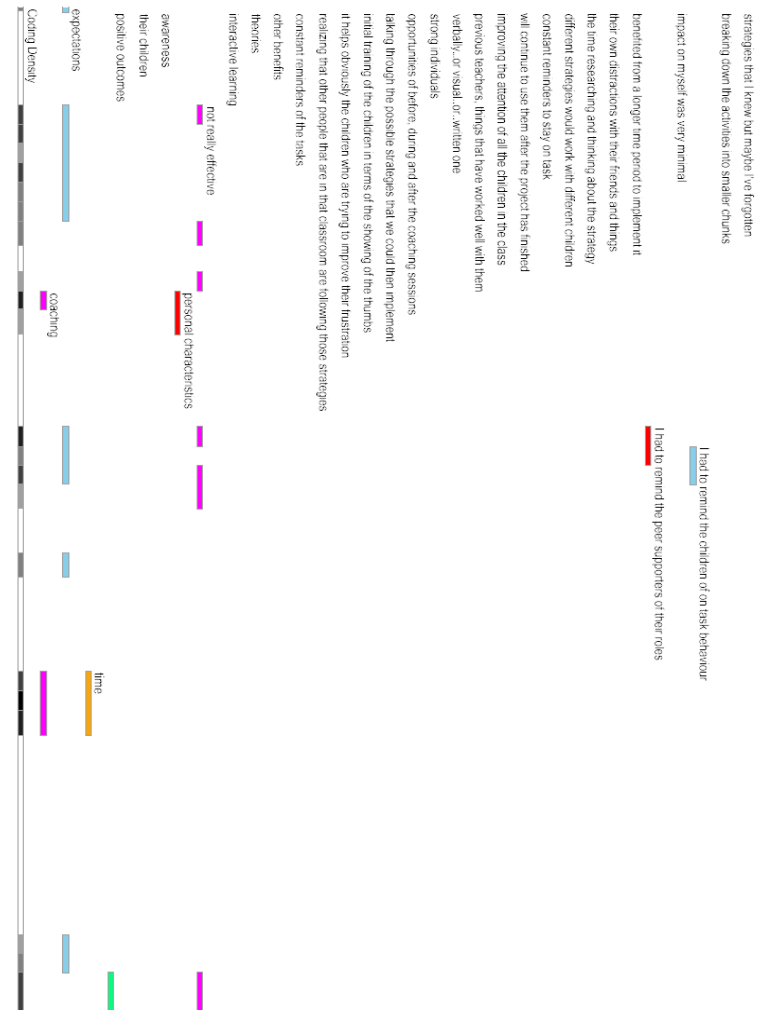 strategies that I knew but maybe I've forgotten
breaking down the activities into smaller chunks
I had to remind the children of on task behaviour
impact on myself was very minimal
I had to remind the peer supporters of their roles
benefited from a longer time period to implement it
their own distractions with their friends and things
the time researching and thinking about the strategy
different strategies would work with different children
constant reminders to stay on task
will continue to use them after the project has finished
improving the attention of all the children in the class
previous teachers, things that have worked well with them
verbally..or visual..or..written one
strong individuals
opportunities of before, during and after the coaching sessions
talking through the possible strategies that we could then implement
initial training of the children in terms of the showing of the thumbs
it helps obviously the children who are trying to improve their frustration
realizing that other people that are in that classroom are following those strategies
constant reminders of the tasks
other benefits
theories
interactive learning
not really effective
personal characteristics
awareness
their children
positive outcomes
time
expectations
coaching
Coding Density